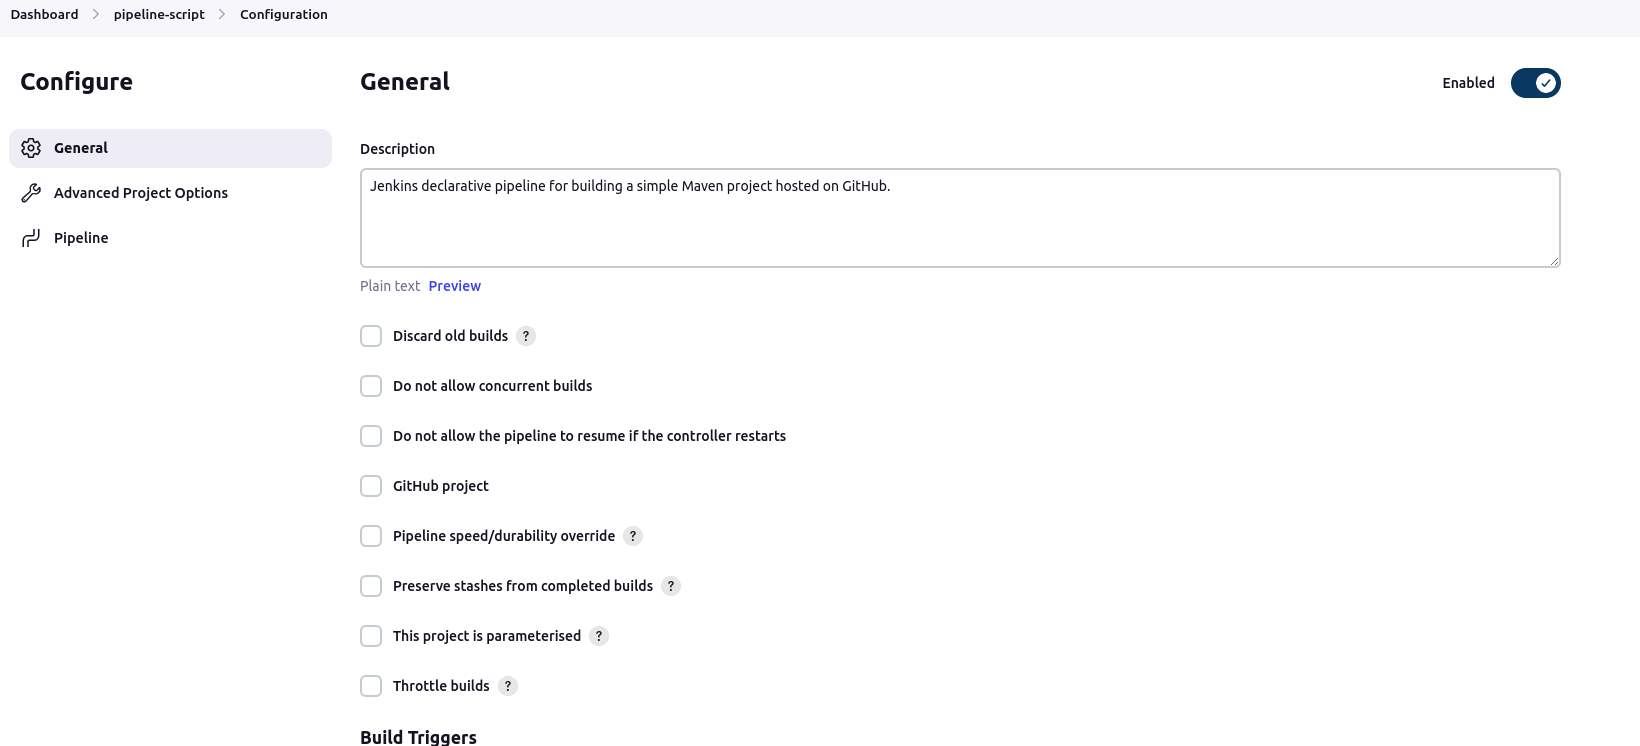 Dashboard > pipeline-script > Configuration
Configure
General
Advanced Project Options
Pipeline
General
Enabled
Description
Jenkins declarative pipeline for building a simple Maven project hosted on GitHub.
Plain text Preview
Discard old builds ?
Do not allow concurrent builds
Do not allow the pipeline to resume if the controller restarts
GitHub project
Pipeline speed/durability override ?
Preserve stashes from completed builds ?
This project is parameterised ?
Throttle builds ?
Build Triggers